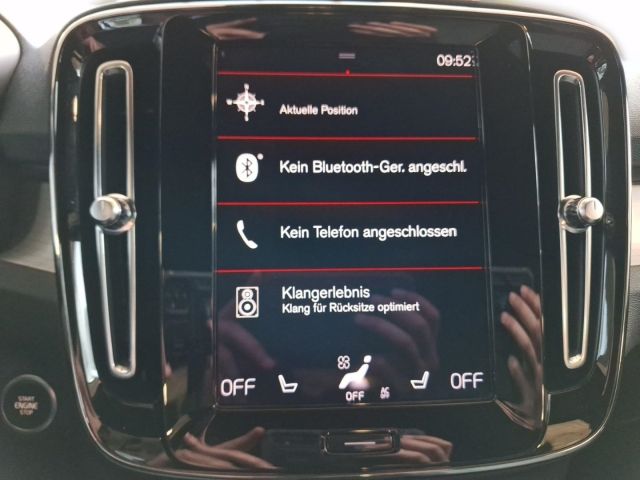 09:52
Aktuelle Position
Kein Bluetooth-Ger. angeschl.
Kein Telefon angeschlossen
Klangerlebnis
Klang für Rücksitze optimiert
OFF
OFF
OFF
START
ENGINE
STOP